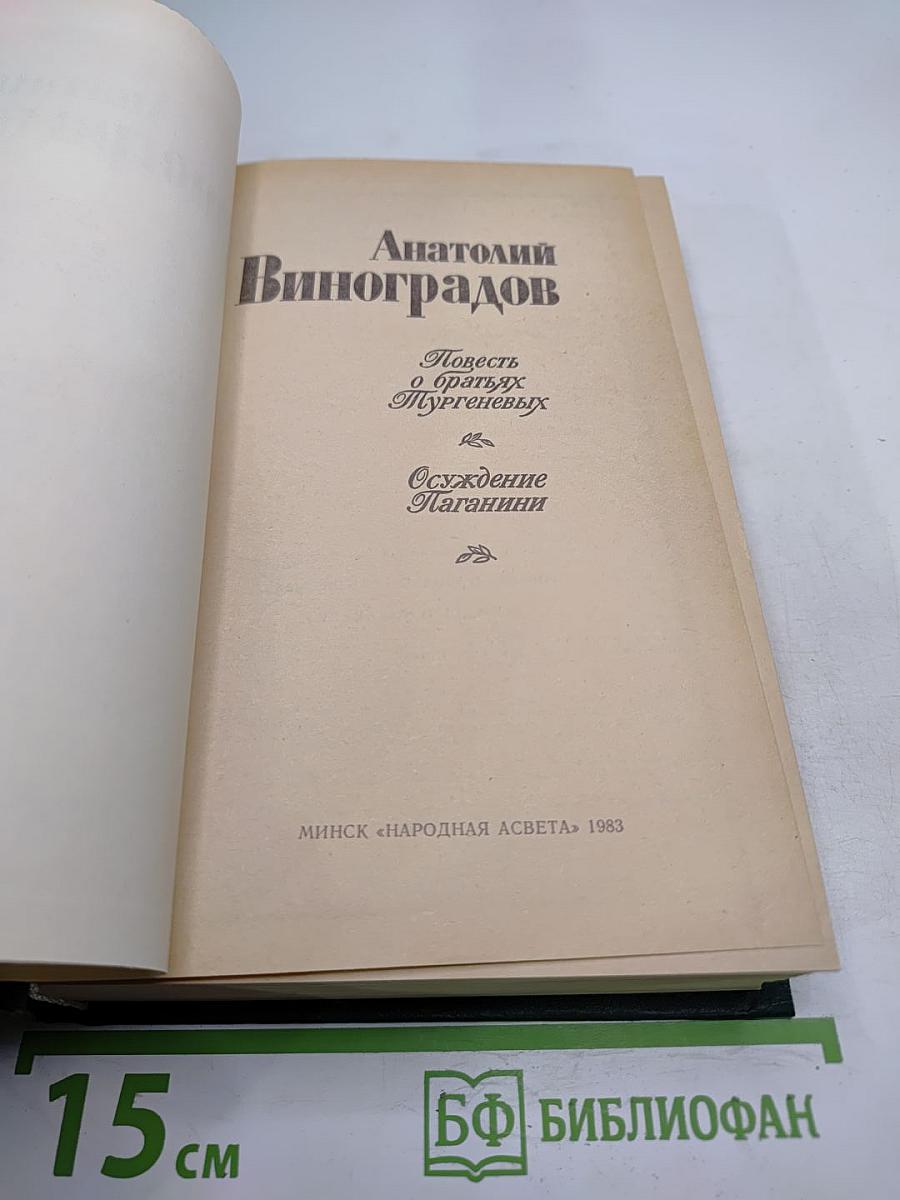 Анатолий
Виноградов
Повесть
о братьях
Тургеневых
Осуждение
Паганини
МИНСК «НАРОДНАЯ АСВЕТА» 1983
15 см
БФ БИБЛИОФАН